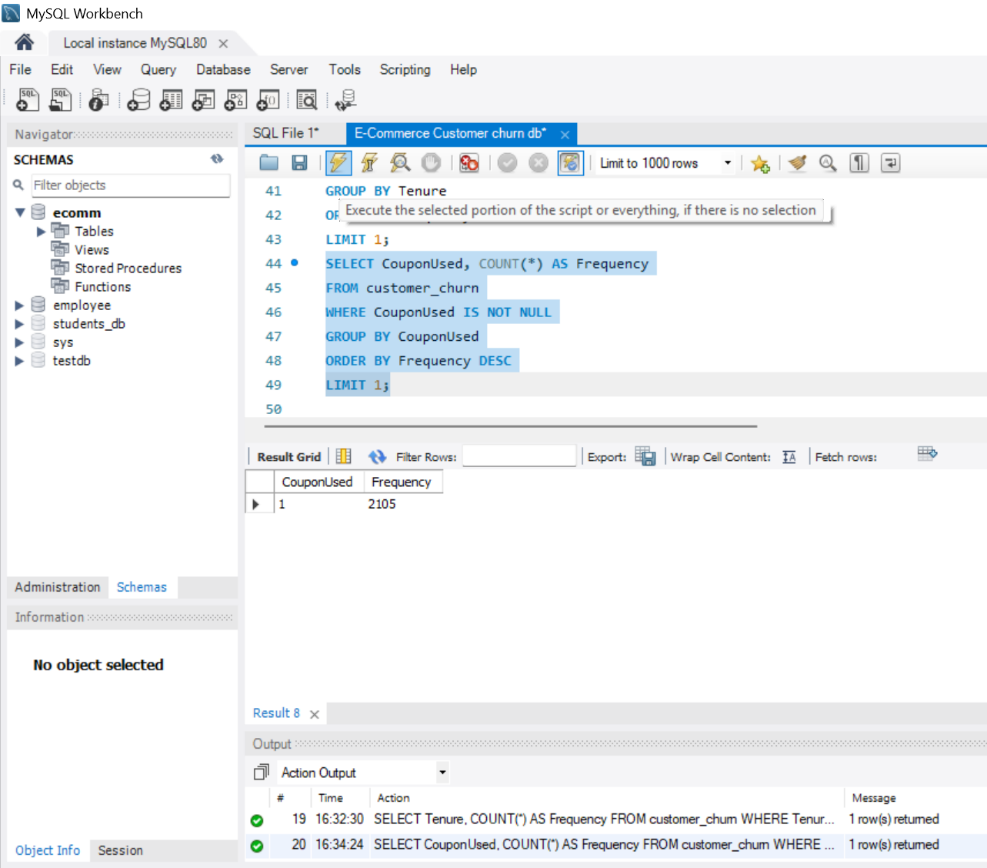 MySQL Workbench
Local instance MySQL80
File Edit View Query Database Server Tools Scripting Help
Navigator
SCHEMAS
Filter objects
ecomm
Tables
Views
Stored Procedures
Functions
employee
students_db
sys
testdb
Administration Schemas
Information
No object selected
Object Info Session
SQL File 1* E-Commerce Customer churn db*
Limit to 1000 rows
41 GROUP BY Tenure
42
Execute the selected portion of the script or everything, if there is no selection
43 LIMIT 1;
44 SELECT CouponUsed, COUNT(*) AS Frequency
45 FROM customer_churn
46 WHERE CouponUsed IS NOT NULL
47 GROUP BY CouponUsed
48 ORDER BY Frequency DESC
49 LIMIT 1;
50
Result Grid Filter Rows: Export: Wrap Cell Content: Fetch rows:
CouponUsed Frequency
1 2105
Result 8
Output
Action Output
# Time Action Message
19 16:32:30 SELECT Tenure, COUNT(*) AS Frequency FROM customer_churn WHERE Tenur... 1 row(s) returned
20 16:34:24 SELECT CouponUsed, COUNT(*) AS Frequency FROM customer_churn WHERE ... 1 row(s) returned